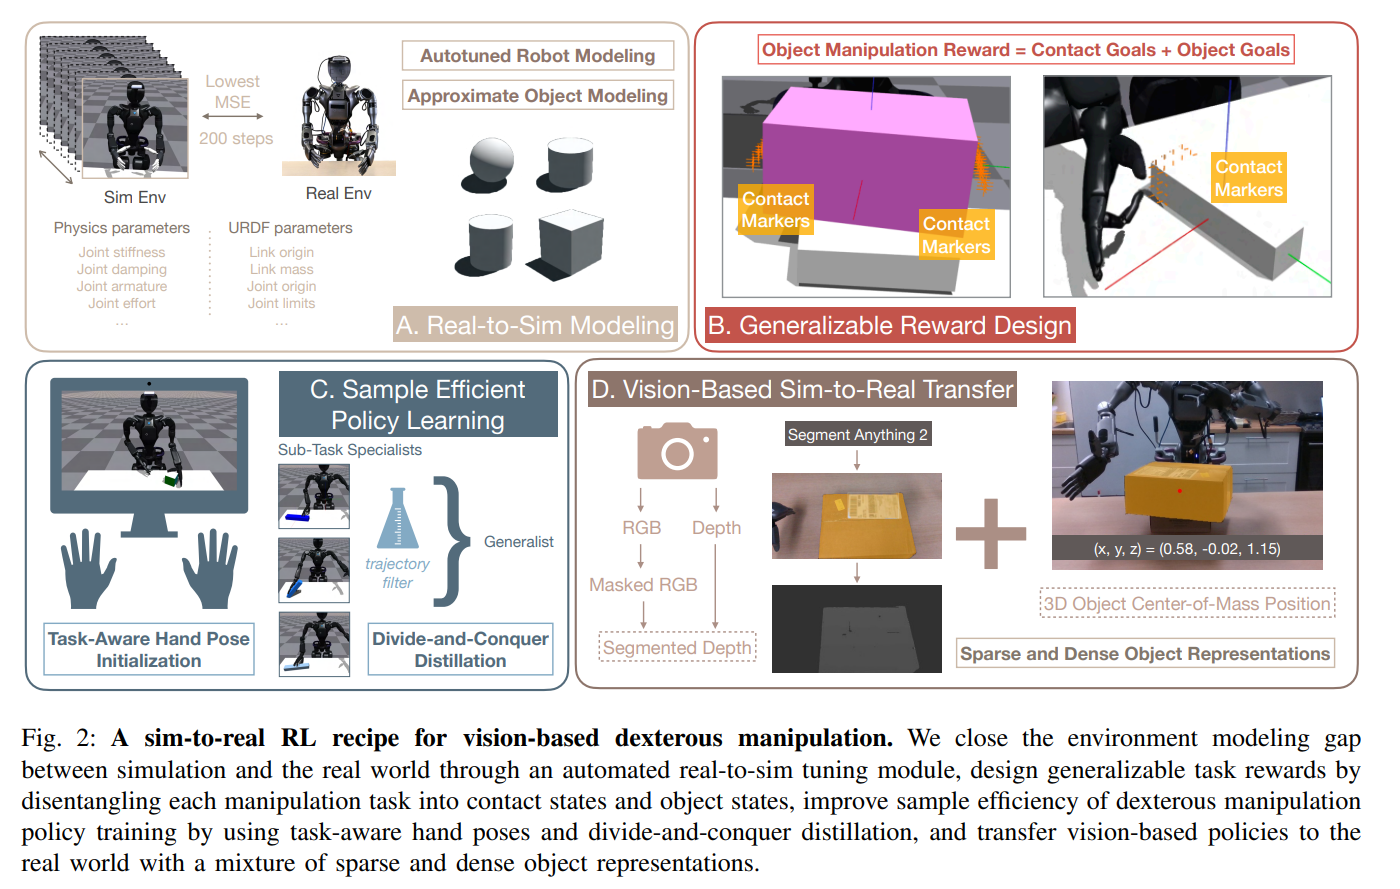 Lowest
MSE
200 steps
Sim Env
Real Env
Physics parameters
Joint stiffness
Joint damping
Joint armature
Joint effort
...
URDF parameters
Link origin
Link mass
Joint origin
Joint limits
...
Autotuned Robot Modeling
Approximate Object Modeling
A. Real-to-Sim Modeling
Object Manipulation Reward = Contact Goals + Object Goals
Contact
Markers
Contact
Markers
Contact
Markers
B. Generalizable Reward Design
C. Sample Efficient
Policy Learning
Sub-Task Specialists
trajectory
filter
Generalist
Task-Aware Hand Pose
Initialization
Divide-and-Conquer
Distillation
D. Vision-Based Sim-to-Real Transfer
RGB
Depth
Masked RGB
Segmented Depth
Segment Anything 2
(x, y, z) = (0.58, -0.02, 1.15)
3D Object Center-of-Mass Position
Sparse and Dense Object Representations
Fig. 2: A sim-to-real RL recipe for vision-based dexterous manipulation. We close the environment modeling gap
between simulation and the real world through an automated real-to-sim tuning module, design generalizable task rewards by
disentangling each manipulation task into contact states and object states, improve sample efficiency of dexterous manipulation
policy training by using task-aware hand poses and divide-and-conquer distillation, and transfer vision-based policies to the
real world with a mixture of sparse and dense object representations.